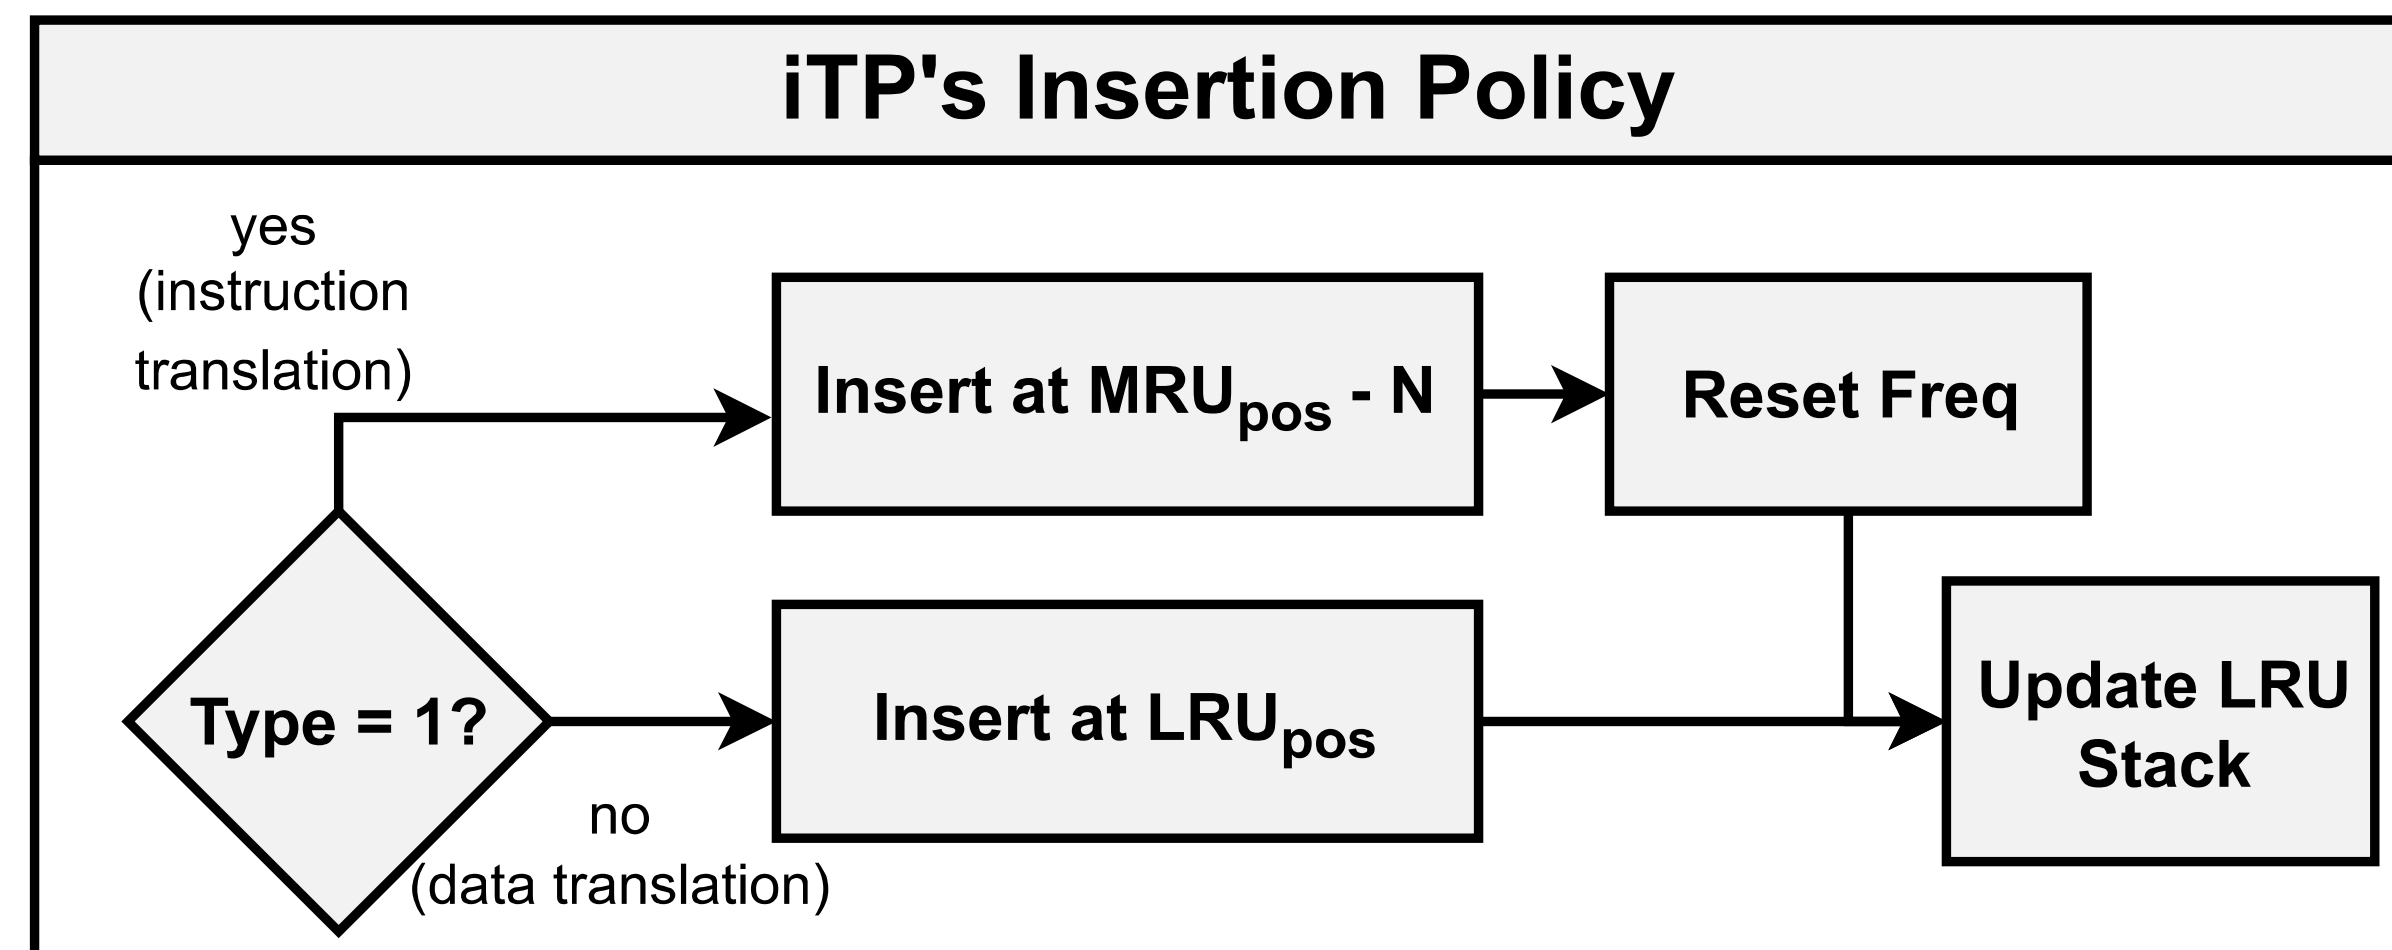 iTP's Insertion Policy
yes
(instruction
translation)
Insert at MRUpos - N
Reset Freq
Type = 1?
Insert at LRUpos
Update LRU
Stack
no
(data translation)